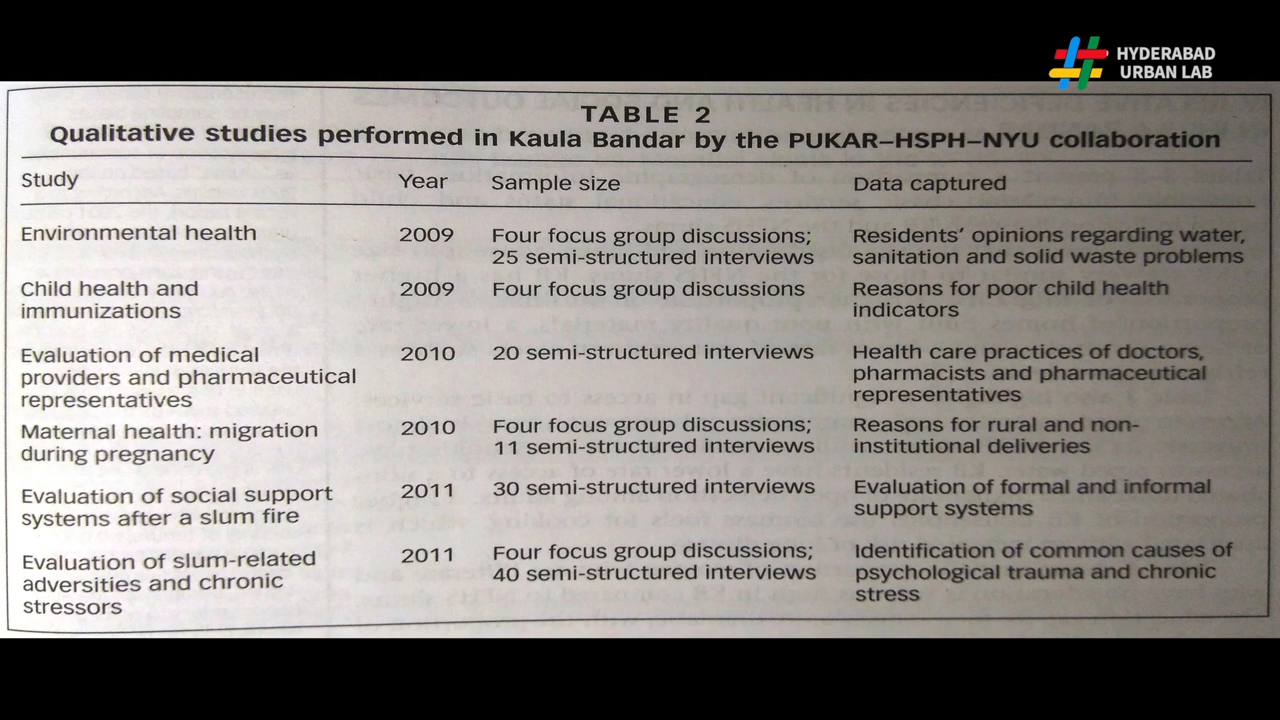 HYDERABAD
URBAN LAB
TABLE 2
Qualitative studies performed in Kaula Bandar by the PUKAR–HSPH–NYU collaboration
Study Year Sample size Data captured
Environmental health 2009 Four focus group discussions; Residents’ opinions regarding water,
25 semi-structured interviews sanitation and solid waste problems
Child health and 2009 Four focus group discussions Reasons for poor child health
immunizations indicators
Evaluation of medical 2010 20 semi-structured interviews Health care practices of doctors,
providers and pharmaceutical pharmacists and pharmaceutical
representatives representatives
Maternal health: migration 2010 Four focus group discussions; Reasons for rural and non-
during pregnancy 11 semi-structured interviews institutional deliveries
Evaluation of social support 2011 30 semi-structured interviews Evaluation of formal and informal
systems after a slum fire support systems
Evaluation of slum-related 2011 Four focus group discussions; Identification of common causes of
adversities and chronic 40 semi-structured interviews psychological trauma and chronic
stressors stress